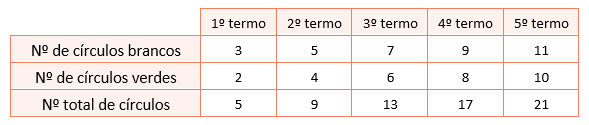 1º termo 2º termo 3º termo 4º termo 5º termo
Nº de círculos brancos 3 5 7 9 11
Nº de círculos verdes 2 4 6 8 10
Nº total de círculos 5 9 13 17 21